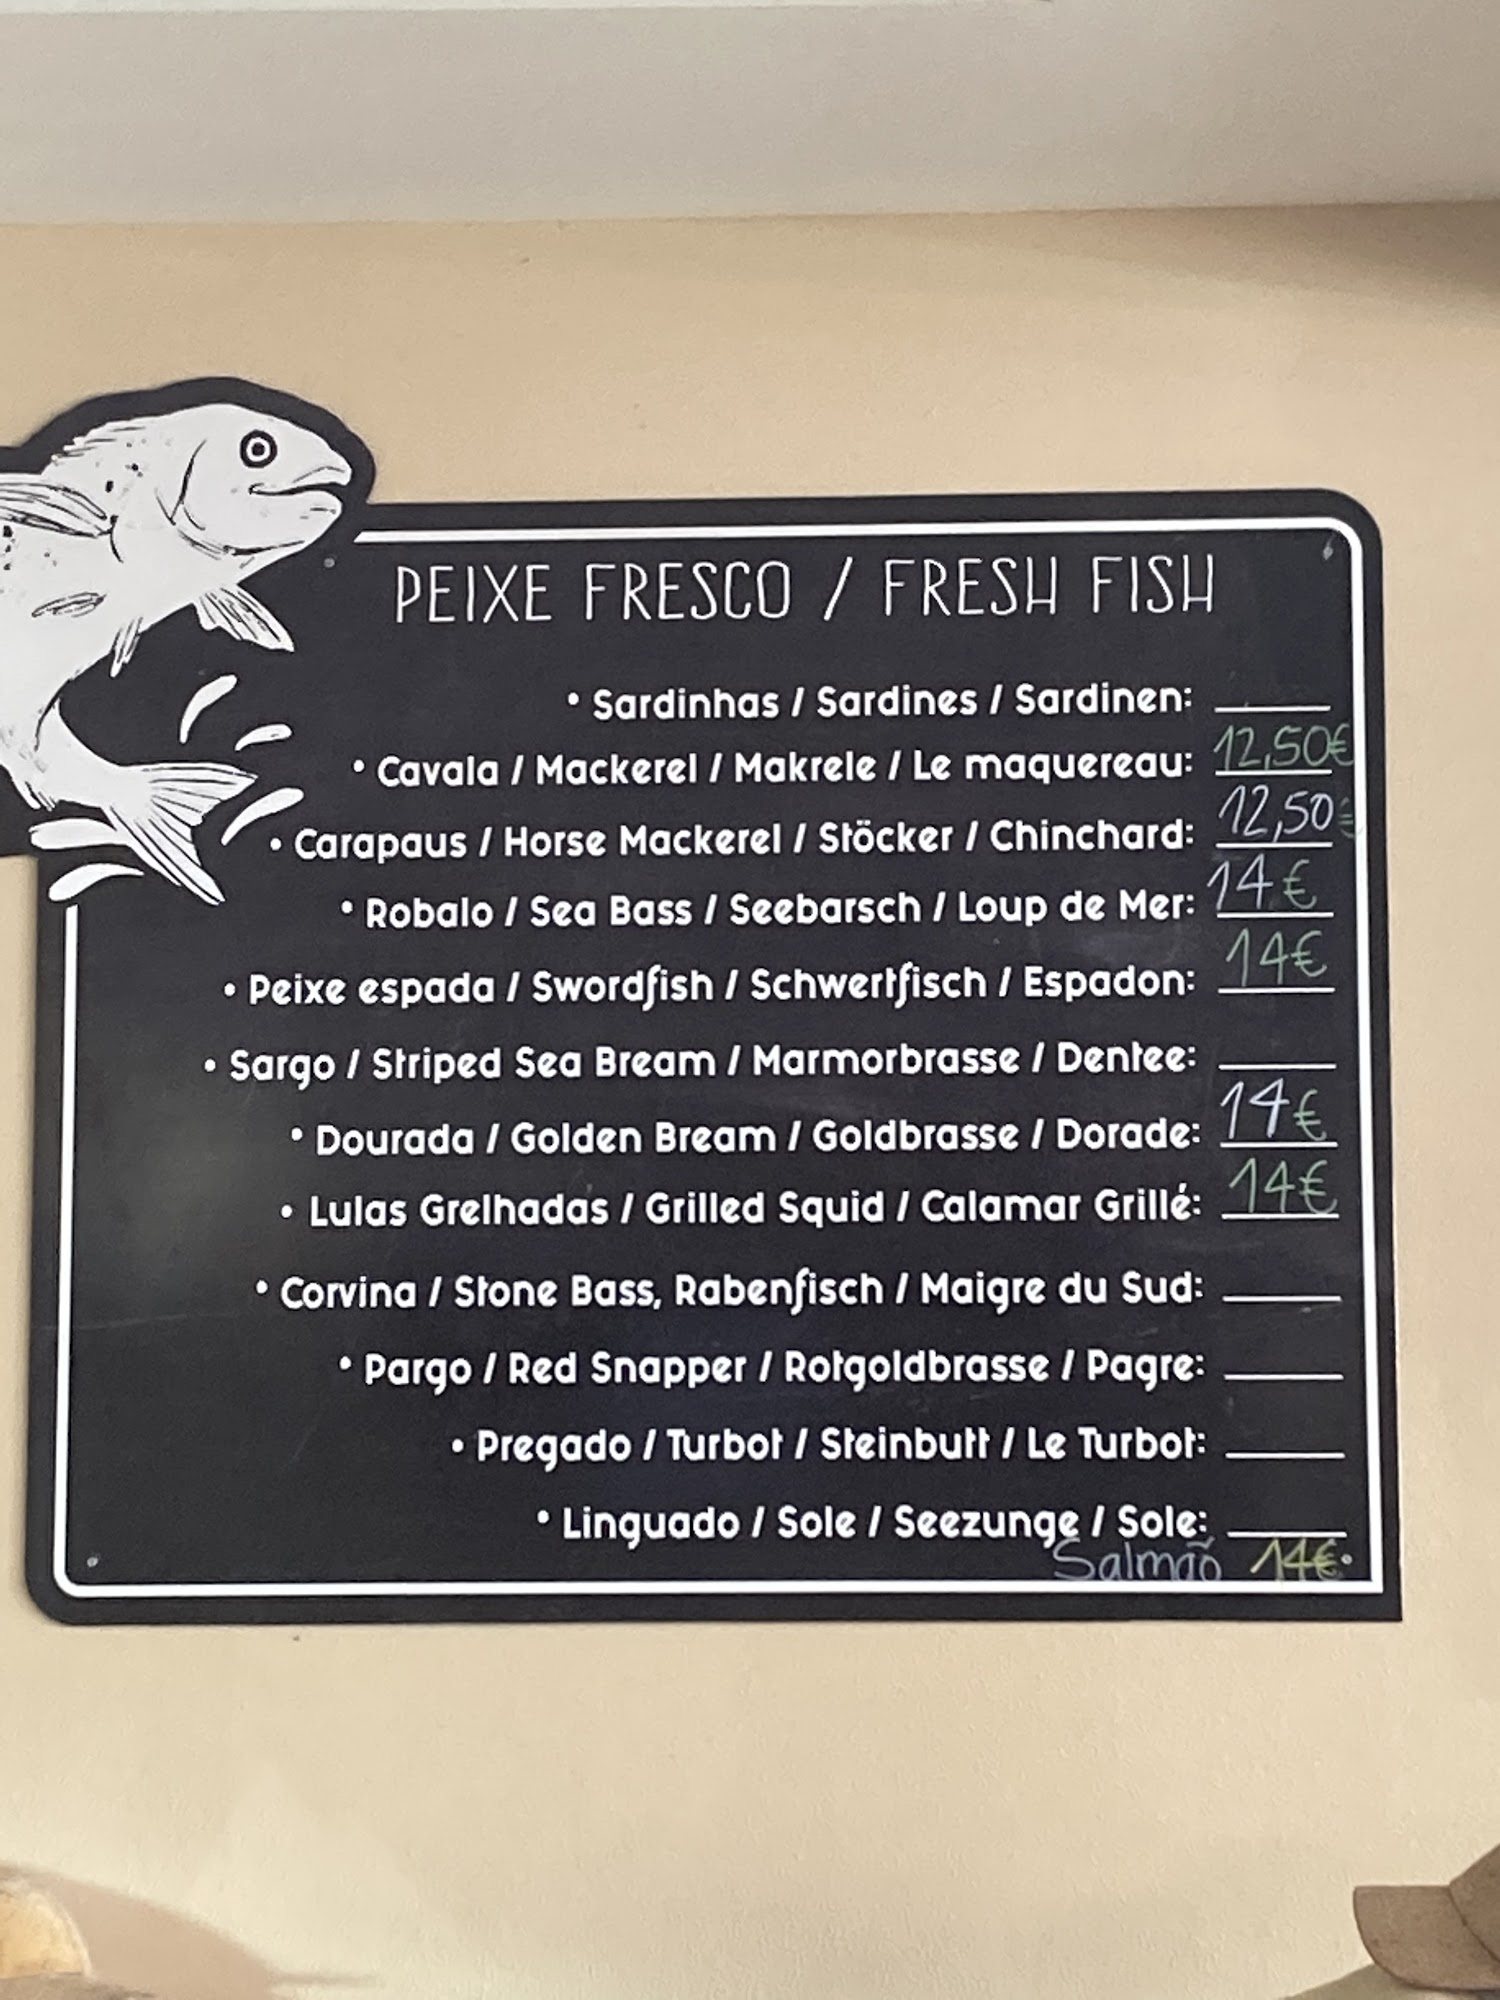 PEIXE FRESCO / FRESH FISH
• Sardinhas / Sardines / Sardinen:
• Cavala / Mackerel / Makrele / Le maquereau: 12,50€
• Carapaus / Horse Mackerel / Stöcker / Chinchard: 12,50€
• Robalo / Sea Bass / Seebarsch / Loup de Mer: 14€
• Peixe espada / Swordfish / Schwertfisch / Espadon: 14€
• Sargo / Striped Sea Bream / Marmorbrasse / Dentee:
• Dourada / Golden Bream / Goldbrasse / Dorade: 14€
• Lulas Grelhadas / Grilled Squid / Calamar Grillé: 14€
• Corvina / Stone Bass, Rabenfisch / Maigre du Sud:
• Pargo / Red Snapper / Rotgoldbrasse / Pagre:
• Pregado / Turbot / Steinbutt / Le Turbot:
• Linguado / Sole / Seezunge / Sole:
Salmão 14€